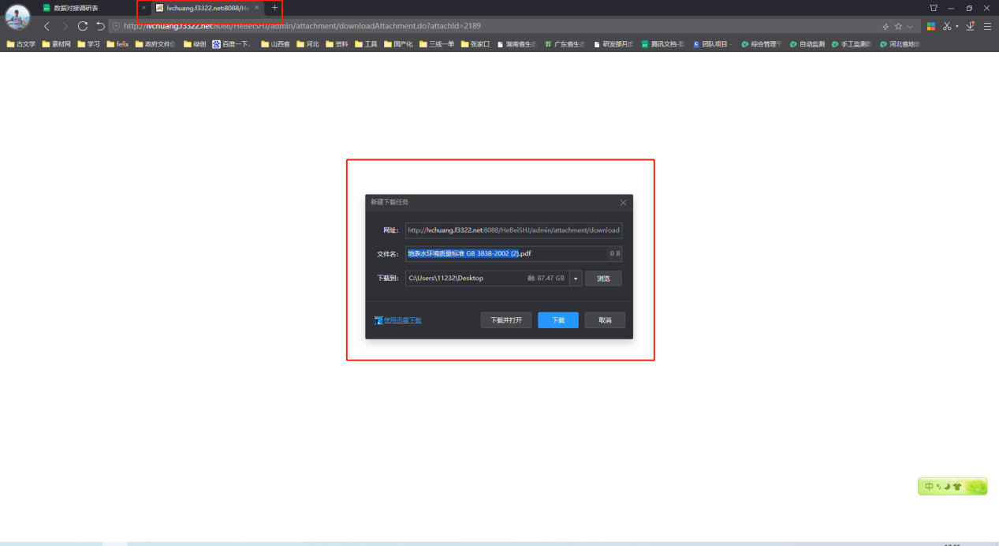 数据对接调研表
lvchuang.f3322.net:8088/He
http://lvchuang.f3322.net:8088/HeBeiSHJ/admin/attachment/downloadAttachment.do?attachId=2189
古文学 素材网 学习 felix 政府文件信 绿创 百度一下, 山西省 河北 资料 工具 国产化 三线一单 张家口 湖南省生态 广东省生态 研发部月度 腾讯文档-表 团队项目 - 综合管理平 自动监测 手工监测数 河北省地表
新建下载任务
网址: http://lvchuang.f3322.net:8088/HeBeiSHJ/admin/attachment/download
文件名: 地表水环境质量标准 GB 3838-2002 (2).pdf 0 B
下载到: C:\Users\11232\Desktop 剩: 87.47 GB 浏览
使用迅雷下载 下载并打开 下载 取消
中